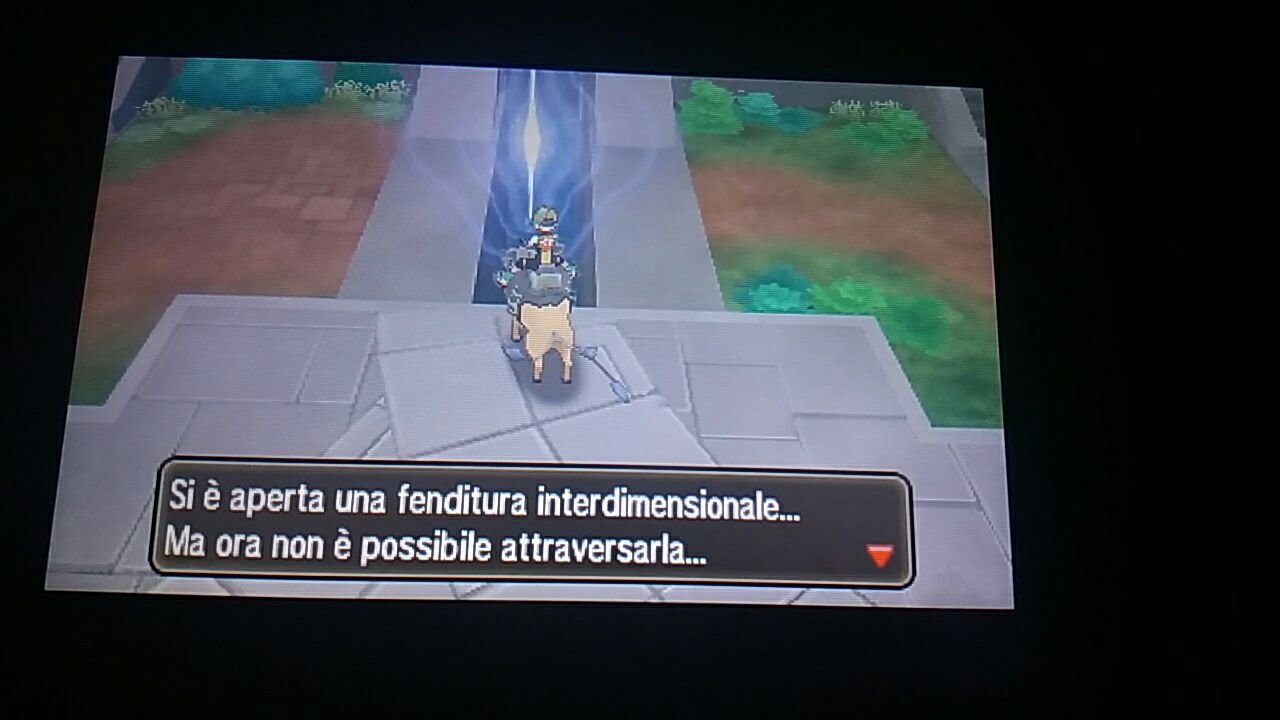 Si è aperta una fenditura interdimensionale...
Ma ora non è possibile attraversarla...